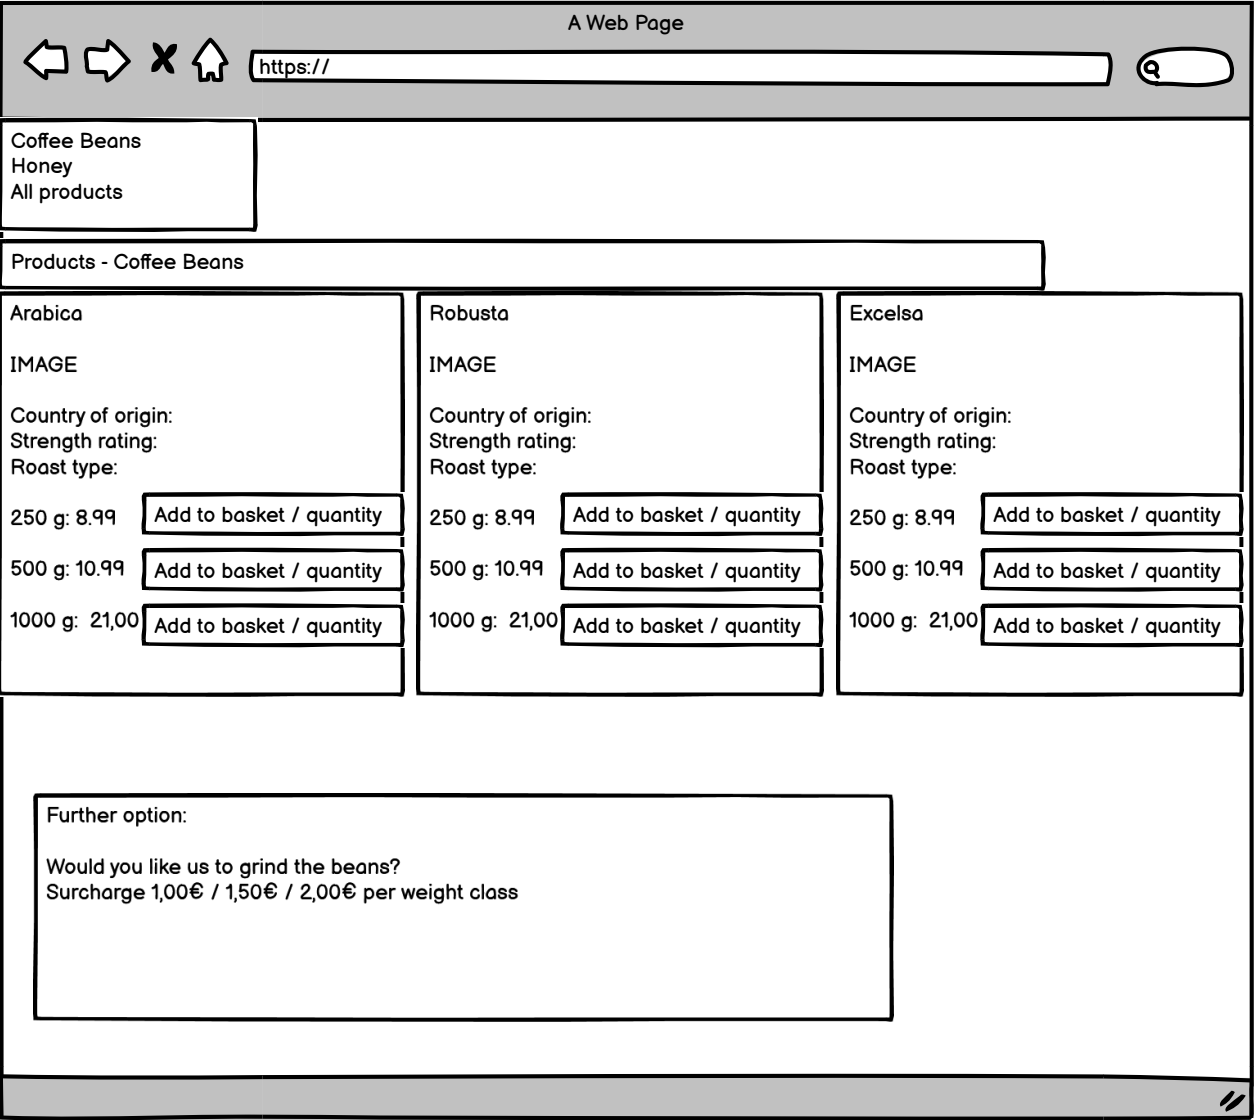 A Web Page
https://
Coffee Beans
Honey
All products
Products - Coffee Beans
Arabica
IMAGE
Country of origin:
Strength rating:
Roast type:
250 g: 8.99
Add to basket / quantity
500 g: 10.99
Add to basket / quantity
1000 g:  21,00
Add to basket / quantity
Robusta
IMAGE
Country of origin:
Strength rating:
Roast type:
250 g: 8.99
Add to basket / quantity
500 g: 10.99
Add to basket / quantity
1000 g:  21,00
Add to basket / quantity
Excelsa
IMAGE
Country of origin:
Strength rating:
Roast type:
250 g: 8.99
Add to basket / quantity
500 g: 10.99
Add to basket / quantity
1000 g:  21,00
Add to basket / quantity
Further option:
Would you like us to grind the beans?
Surcharge 1,00€ / 1,50€ / 2,00€ per weight class